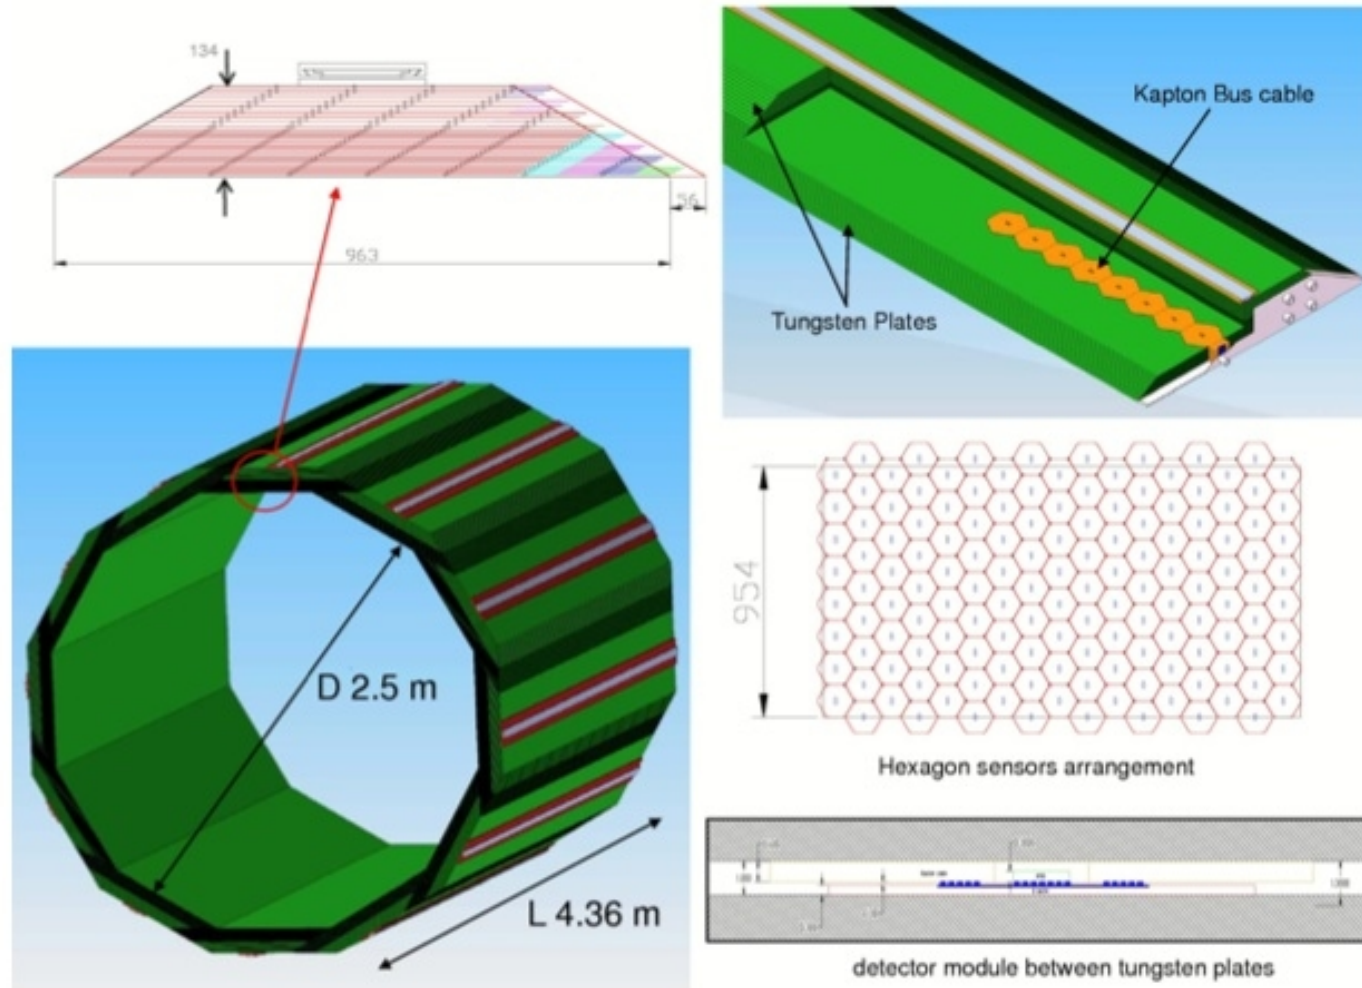 134
56
963
D 2.5 m
L 4.36 m
Kapton Bus cable
Tungsten Plates
954
Hexagon sensors arrangement
detector module between tungsten plates